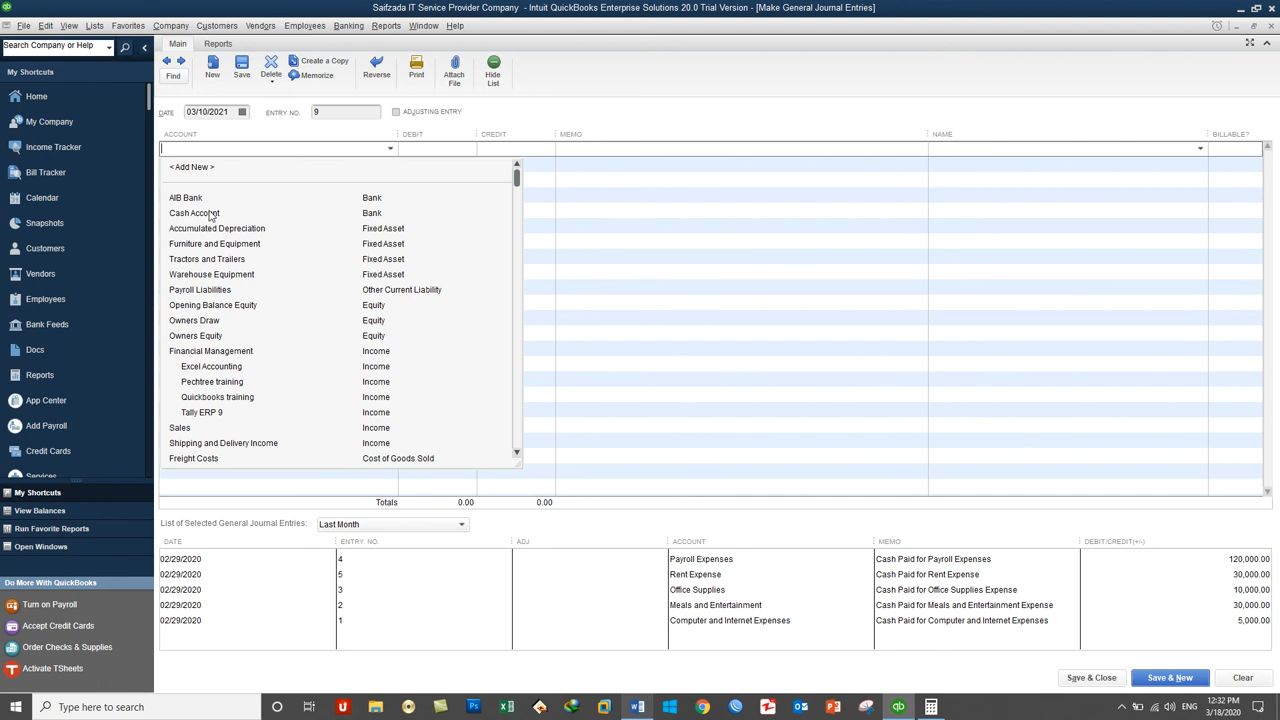 Saifzada IT Service Provider Company - Intuit QuickBooks Enterprise Solutions 20.0 Trial Version - [Make General Journal Entries]
File Edit View Lists Favorites Company Customers Vendors Employees Banking Reports Window Help
Search Company or Help
Main Reports
My Shortcuts
Home
My Company
Income Tracker
Bill Tracker
Calendar
Snapshots
Customers
Vendors
Employees
Bank Feeds
Docs
Reports
App Center
Add Payroll
Credit Cards
Services
My Shortcuts
View Balances
Run Favorite Reports
Open Windows
Do More With QuickBooks
Turn on Payroll
Accept Credit Cards
Order Checks & Supplies
Activate TSheets
Find New Save Delete Create a Copy Memorize Reverse Print Attach File Hide List
DATE 03/10/2021 ENTRY NO. 9 ADJUSTING ENTRY
ACCOUNT DEBIT CREDIT MEMO NAME BILLABLE?
< Add New >
AIB Bank Bank
Cash Account Bank
Accumulated Depreciation Fixed Asset
Furniture and Equipment Fixed Asset
Tractors and Trailers Fixed Asset
Warehouse Equipment Fixed Asset
Payroll Liabilities Other Current Liability
Opening Balance Equity Equity
Owners Draw Equity
Owners Equity Equity
Financial Management Income
Excel Accounting Income
Pechtree training Income
Quickbooks training Income
Tally ERP 9 Income
Sales Income
Shipping and Delivery Income Income
Freight Costs Cost of Goods Sold
Totals 0.00 0.00
List of Selected General Journal Entries: Last Month
DATE ENTRY. NO. ADJ ACCOUNT MEMO DEBIT/CREDIT(+/-)
02/29/2020 4 Payroll Expenses Cash Paid for Payroll Expenses 120,000.00
02/29/2020 5 Rent Expense Cash Paid for Rent Expense 30,000.00
02/29/2020 3 Office Supplies Cash Paid for Office Supplies Expense 10,000.00
02/29/2020 2 Meals and Entertainment Cash Paid for Meals and Entertainment Expense 30,000.00
02/29/2020 1 Computer and Internet Expenses Cash Paid for Computer and Internet Expenses 5,000.00
Save & Close Save & New Clear
Type here to search
12:32 PM
3/18/2020